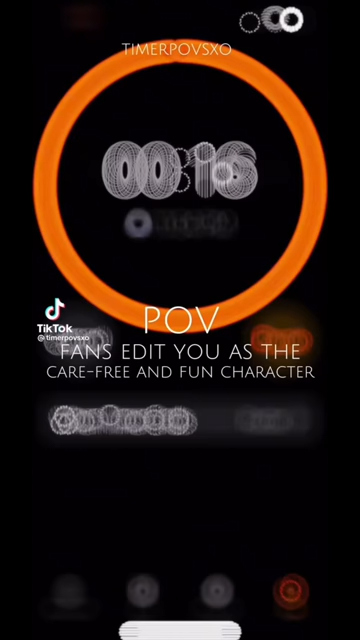 TIMERPOVSXO
00:16
POV
TikTok
@timerpovsxo
FANS EDIT YOU AS THE
CARE-FREE AND FUN CHARACTER